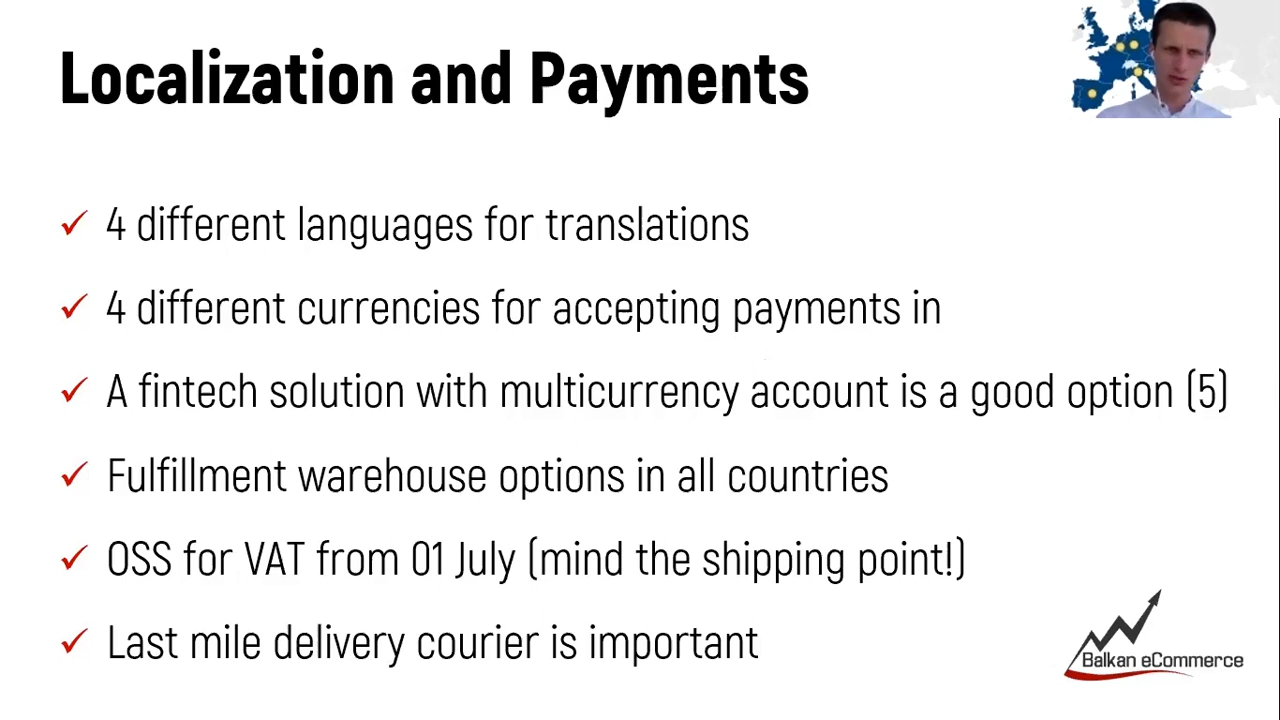 Localization and Payments
✓ 4 different languages for translations
✓ 4 different currencies for accepting payments in
✓ A fintech solution with multicurrency account is a good option (5)
✓ Fulfillment warehouse options in all countries
✓ OSS for VAT from 01 July (mind the shipping point!)
✓ Last mile delivery courier is important
Balkan eCommerce